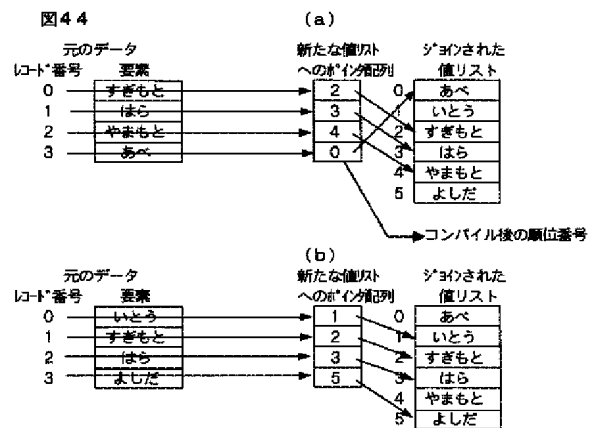 図44
(a)
元のデータ 新たな値リスト ジョインされた
レコード番号 要素 へのポインタ配列 値リスト
0 すぎもと 2 0 あべ
1 はら 3 1 いとう
2 やまもと 4 2 すぎもと
3 あべ 0 3 はら
4 やまもと
5 よしだ
コンパイル後の順位番号
(b)
元のデータ 新たな値リスト ジョインされた
レコード番号 要素 へのポインタ配列 値リスト
0 いとう 1 0 あべ
1 すぎもと 2 1 いとう
2 はら 3 2 すぎもと
3 よしだ 5 3 はら
4 やまもと
5 よしだ